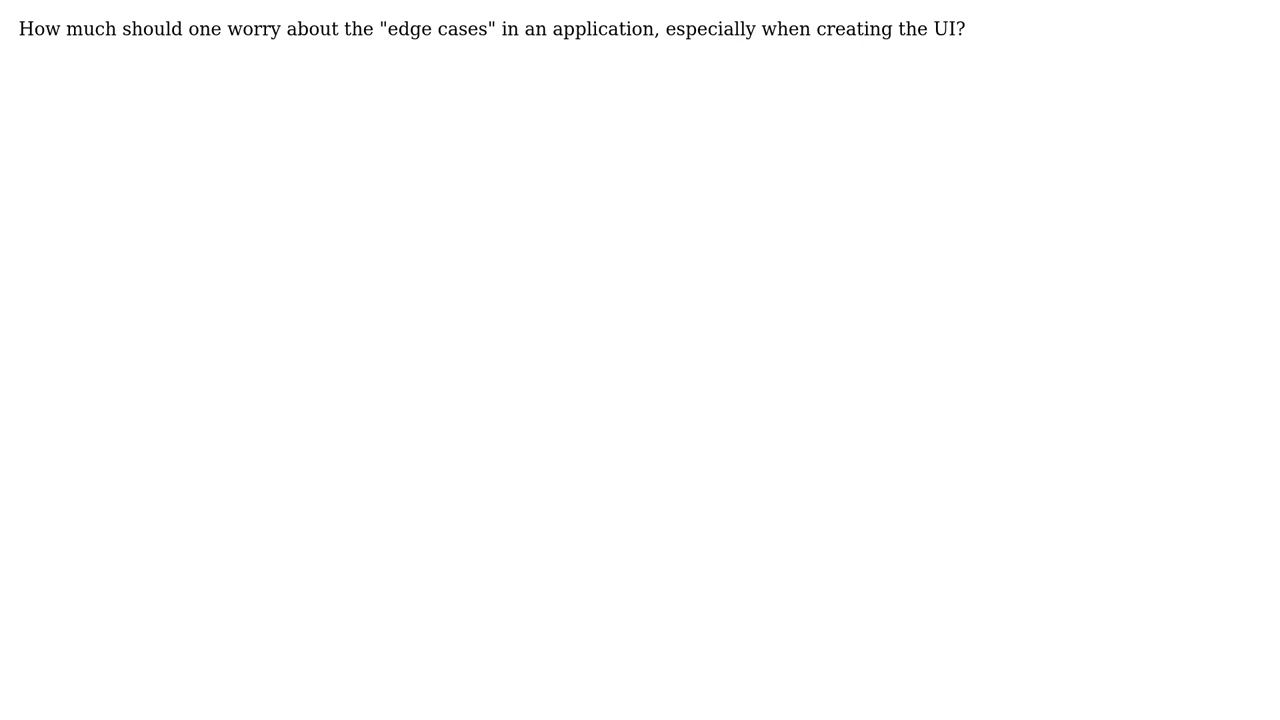 How much should one worry about the "edge cases" in an application, especially when creating the UI?